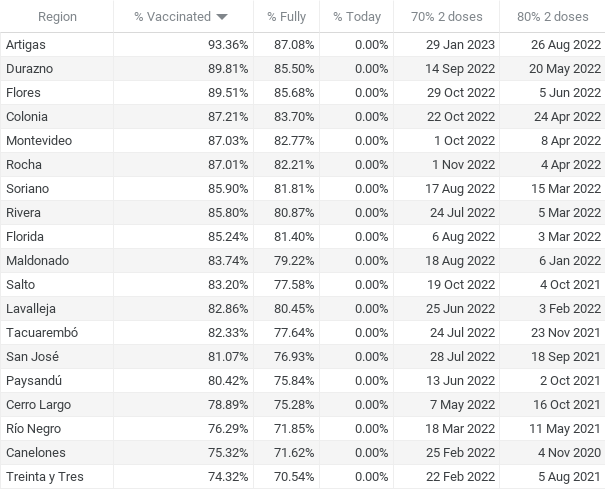 Region % Vaccinated % Fully % Today 70% 2 doses 80% 2 doses
Artigas 93.36% 87.08% 0.00% 29 Jan 2023 26 Aug 2022
Durazno 89.81% 85.50% 0.00% 14 Sep 2022 20 May 2022
Flores 89.51% 85.68% 0.00% 29 Oct 2022 5 Jun 2022
Colonia 87.21% 83.70% 0.00% 22 Oct 2022 24 Apr 2022
Montevideo 87.03% 82.77% 0.00% 1 Oct 2022 8 Apr 2022
Rocha 87.01% 82.21% 0.00% 1 Nov 2022 4 Apr 2022
Soriano 85.90% 81.81% 0.00% 17 Aug 2022 15 Mar 2022
Rivera 85.80% 80.87% 0.00% 24 Jul 2022 5 Mar 2022
Florida 85.24% 81.40% 0.00% 6 Aug 2022 3 Mar 2022
Maldonado 83.74% 79.22% 0.00% 18 Aug 2022 6 Jan 2022
Salto 83.20% 77.58% 0.00% 19 Oct 2022 4 Oct 2021
Lavalleja 82.86% 80.45% 0.00% 25 Jun 2022 3 Feb 2022
Tacuarembó 82.33% 77.64% 0.00% 24 Jul 2022 23 Nov 2021
San José 81.07% 76.93% 0.00% 28 Jul 2022 18 Sep 2021
Paysandú 80.42% 75.84% 0.00% 13 Jun 2022 2 Oct 2021
Cerro Largo 78.89% 75.28% 0.00% 7 May 2022 16 Oct 2021
Río Negro 76.29% 71.85% 0.00% 18 Mar 2022 11 May 2021
Canelones 75.32% 71.62% 0.00% 25 Feb 2022 4 Nov 2020
Treinta y Tres 74.32% 70.54% 0.00% 22 Feb 2022 5 Aug 2021